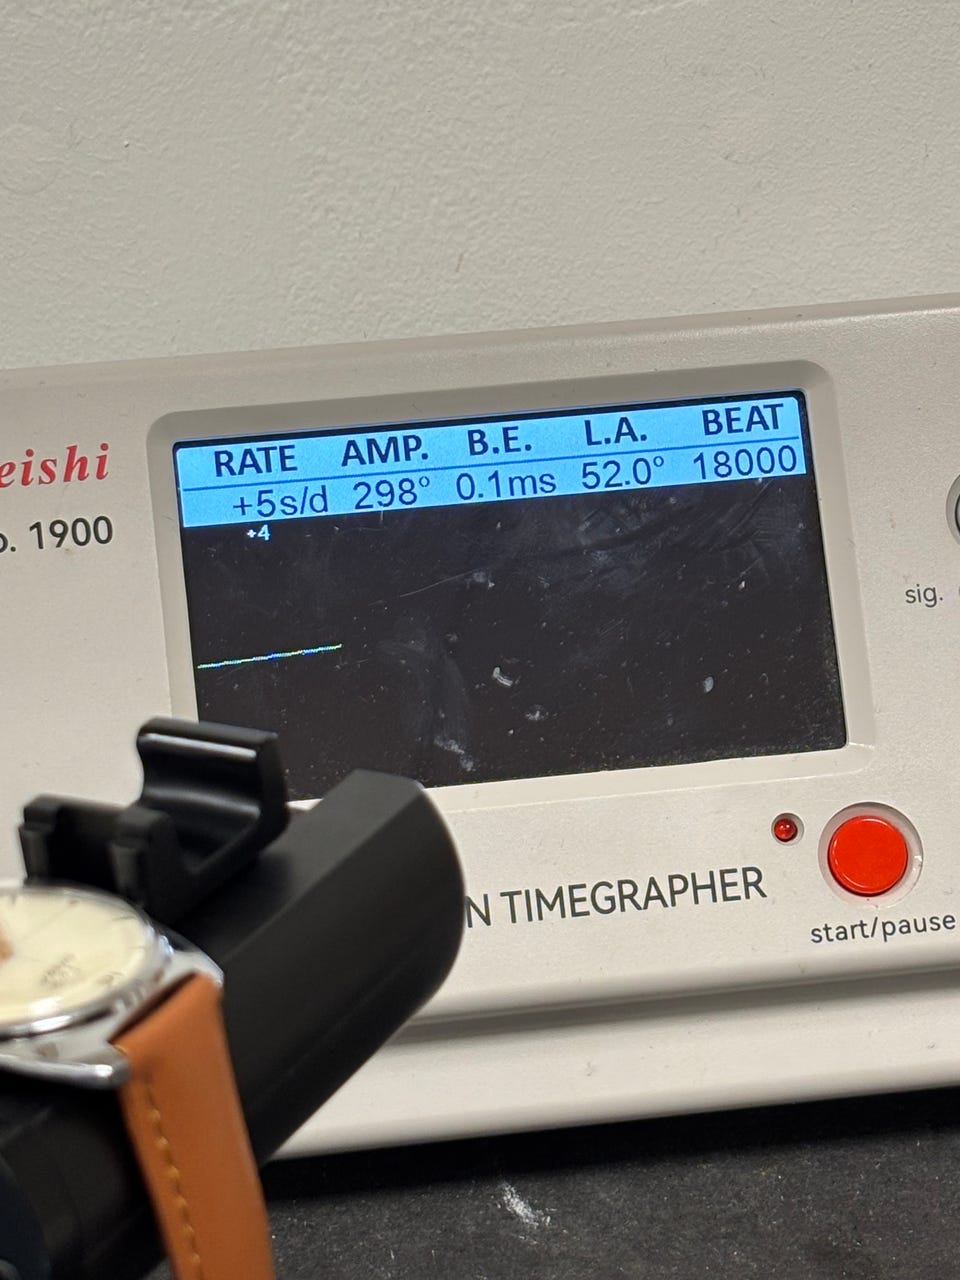 eishi
o. 1900
RATE AMP. B.E. L.A. BEAT
+5s/d 298° 0.1ms 52.0° 18000
+4
sig.
N TIMEGRAPHER
start/pause